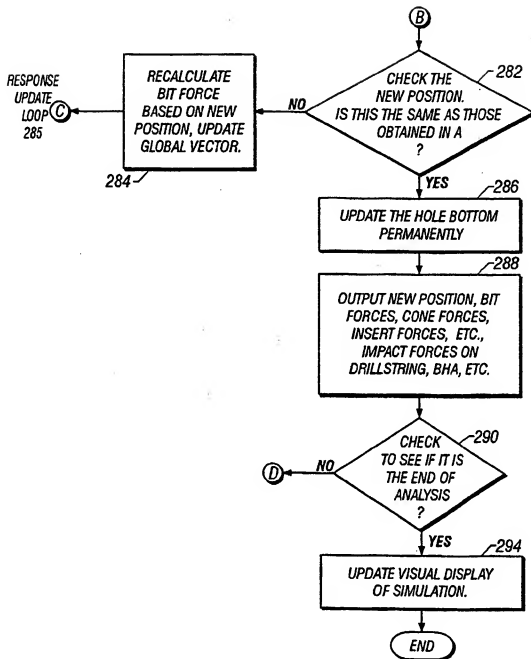 B
282
CHECK THE
NEW POSITION.
IS THIS THE SAME AS THOSE
OBTAINED IN A
?
NO
RECALCULATE
BIT FORCE
BASED ON NEW
POSITION, UPDATE
GLOBAL VECTOR.
284
RESPONSE
UPDATE
LOOP
285
C
YES
286
UPDATE THE HOLE BOTTOM
PERMANENTLY
288
OUTPUT NEW POSITION, BIT
FORCES, CONE FORCES,
INSERT FORCES, ETC.,
IMPACT FORCES ON
DRILLSTRING, BHA, ETC.
290
CHECK
TO SEE IF IT IS
THE END OF
ANALYSIS
?
NO
D
YES
294
UPDATE VISUAL DISPLAY
OF SIMULATION.
END